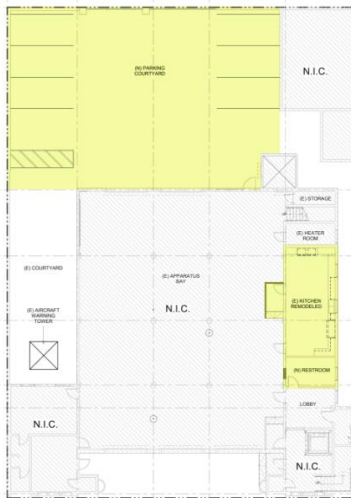 (N) PARKING
COURTYARD
N.I.C.
(E) STORAGE
(E) HEATER
ROOM
(E) COURTYARD
(E) APPARATUS
BAY
N.I.C.
(E) KITCHEN
REMODELED
(E) AIRCRAFT
WARNING
TOWER
(N) RESTROOM
LOBBY
N.I.C.
N.I.C.